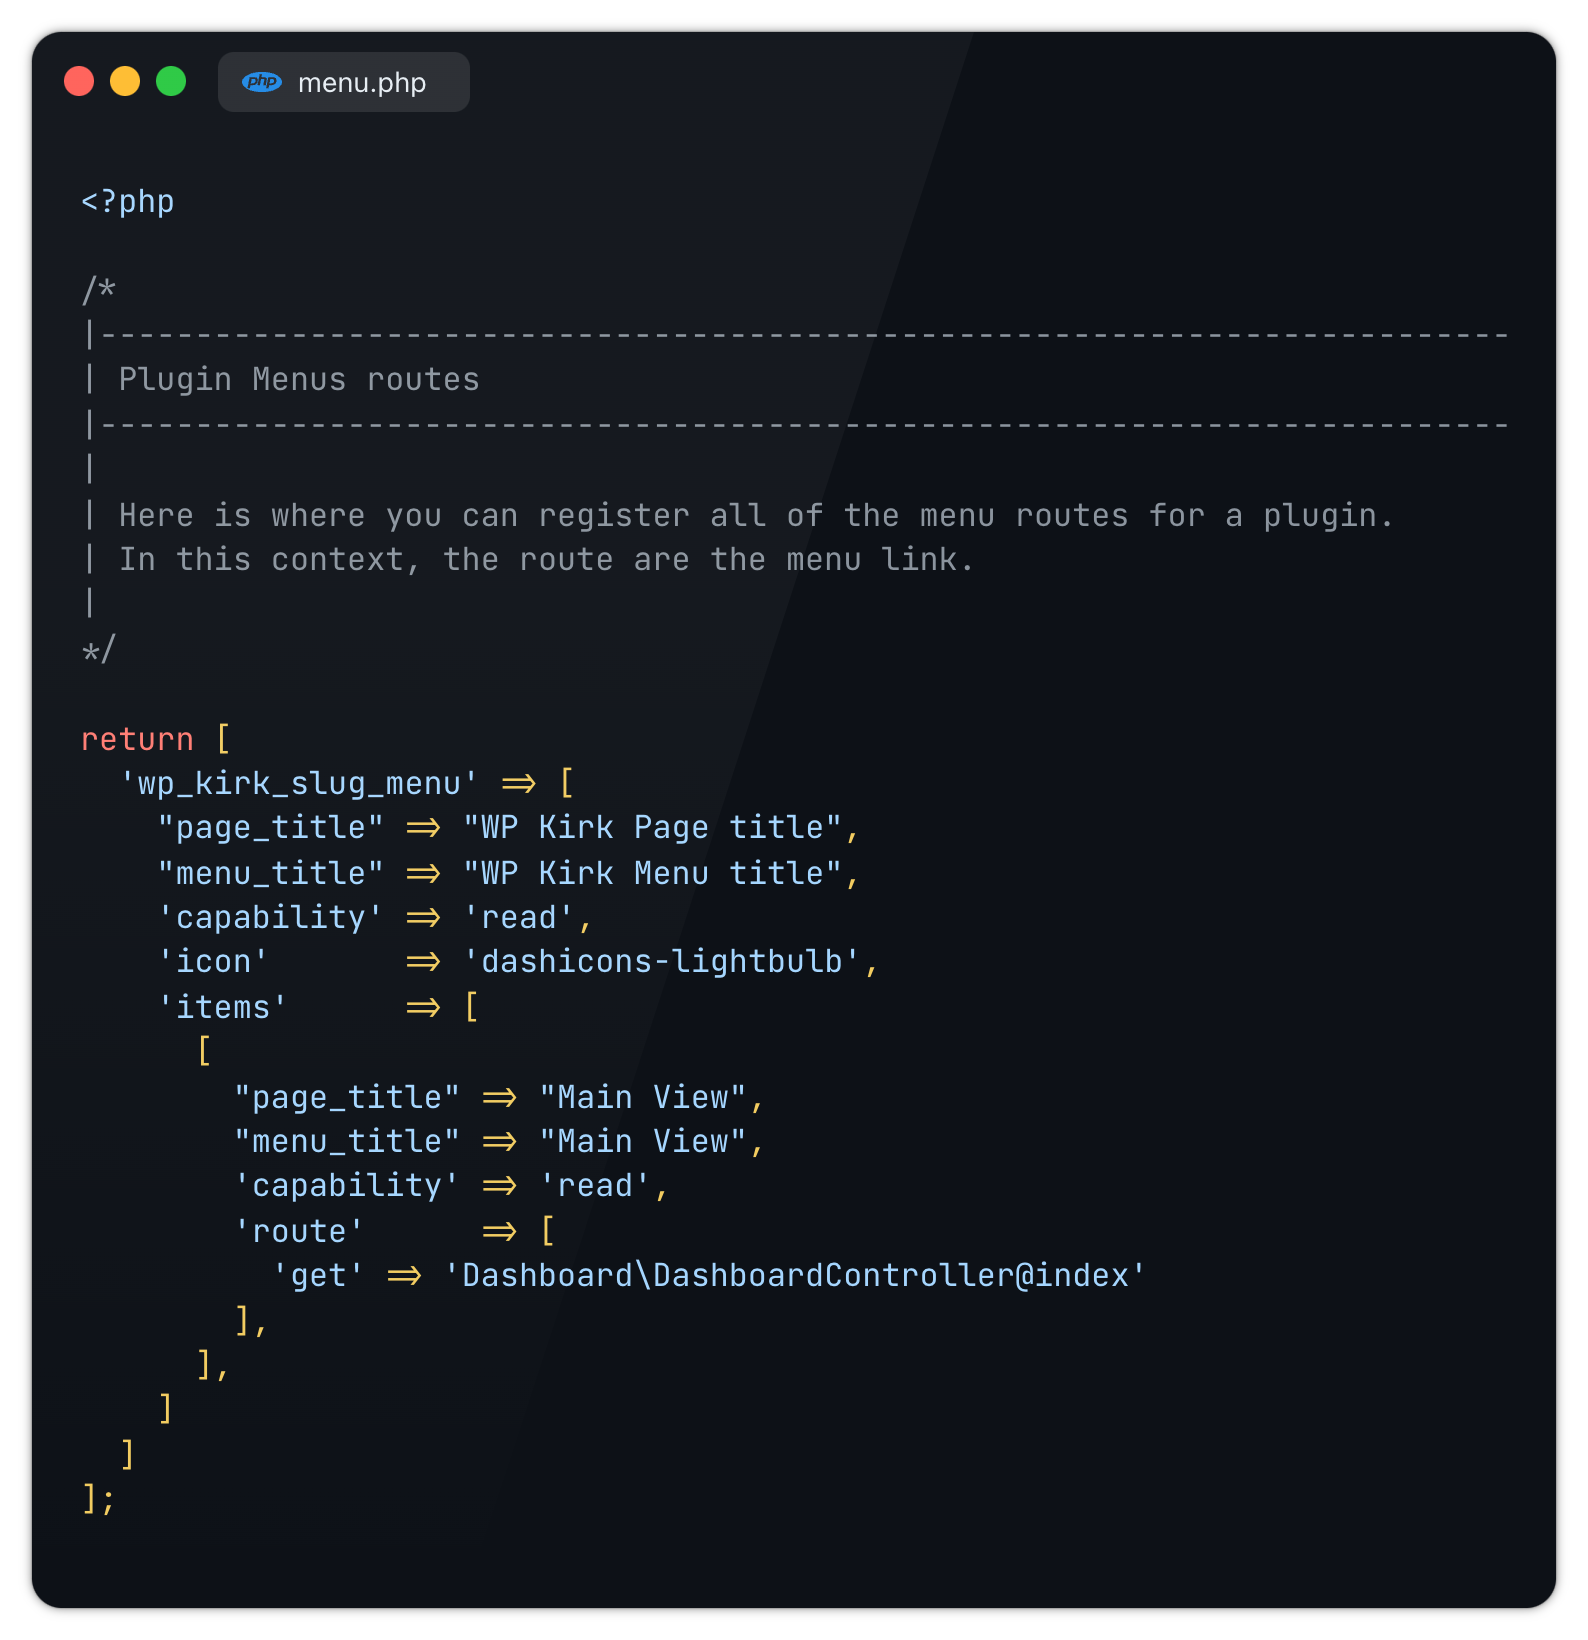 php menu.php
<?php
/*
|--------------------------------------------------------------------------
| Plugin Menus routes
|--------------------------------------------------------------------------
|
| Here is where you can register all of the menu routes for a plugin.
| In this context, the route are the menu link.
|
*/
return [
  'wp_kirk_slug_menu' => [
    "page_title" => "WP Kirk Page title",
    "menu_title" => "WP Kirk Menu title",
    'capability' => 'read',
    'icon'       => 'dashicons-lightbulb',
    'items'      => [
      [
        "page_title" => "Main View",
        "menu_title" => "Main View",
        'capability' => 'read',
        'route'      => [
          'get' => 'Dashboard\DashboardController@index'
        ],
      ],
    ]
  ]
];